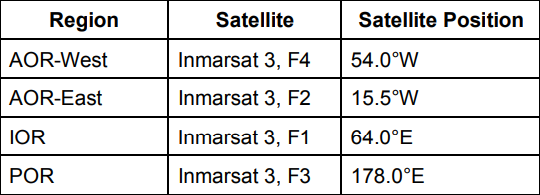 Region Satellite Satellite Position
AOR-West Inmarsat 3, F4 54.0°W
AOR-East Inmarsat 3, F2 15.5°W
IOR Inmarsat 3, F1 64.0°E
POR Inmarsat 3, F3 178.0°E